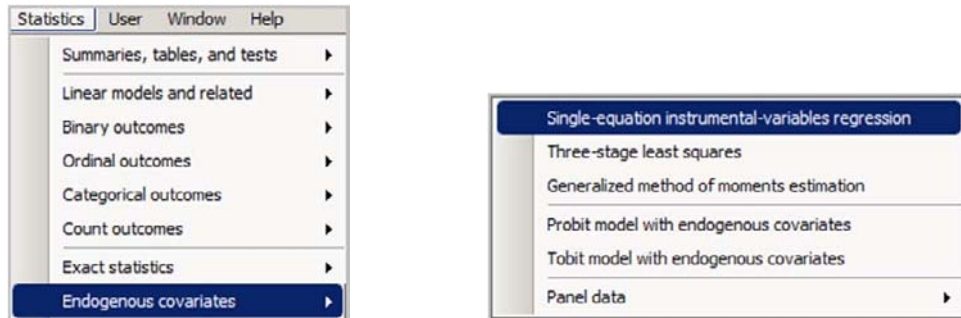 Statistics User Window Help
Summaries, tables, and tests
Linear models and related
Binary outcomes
Ordinal outcomes
Categorical outcomes
Count outcomes
Exact statistics
Endogenous covariates
Single-equation instrumental-variables regression
Three-stage least squares
Generalized method of moments estimation
Probit model with endogenous covariates
Tobit model with endogenous covariates
Panel data